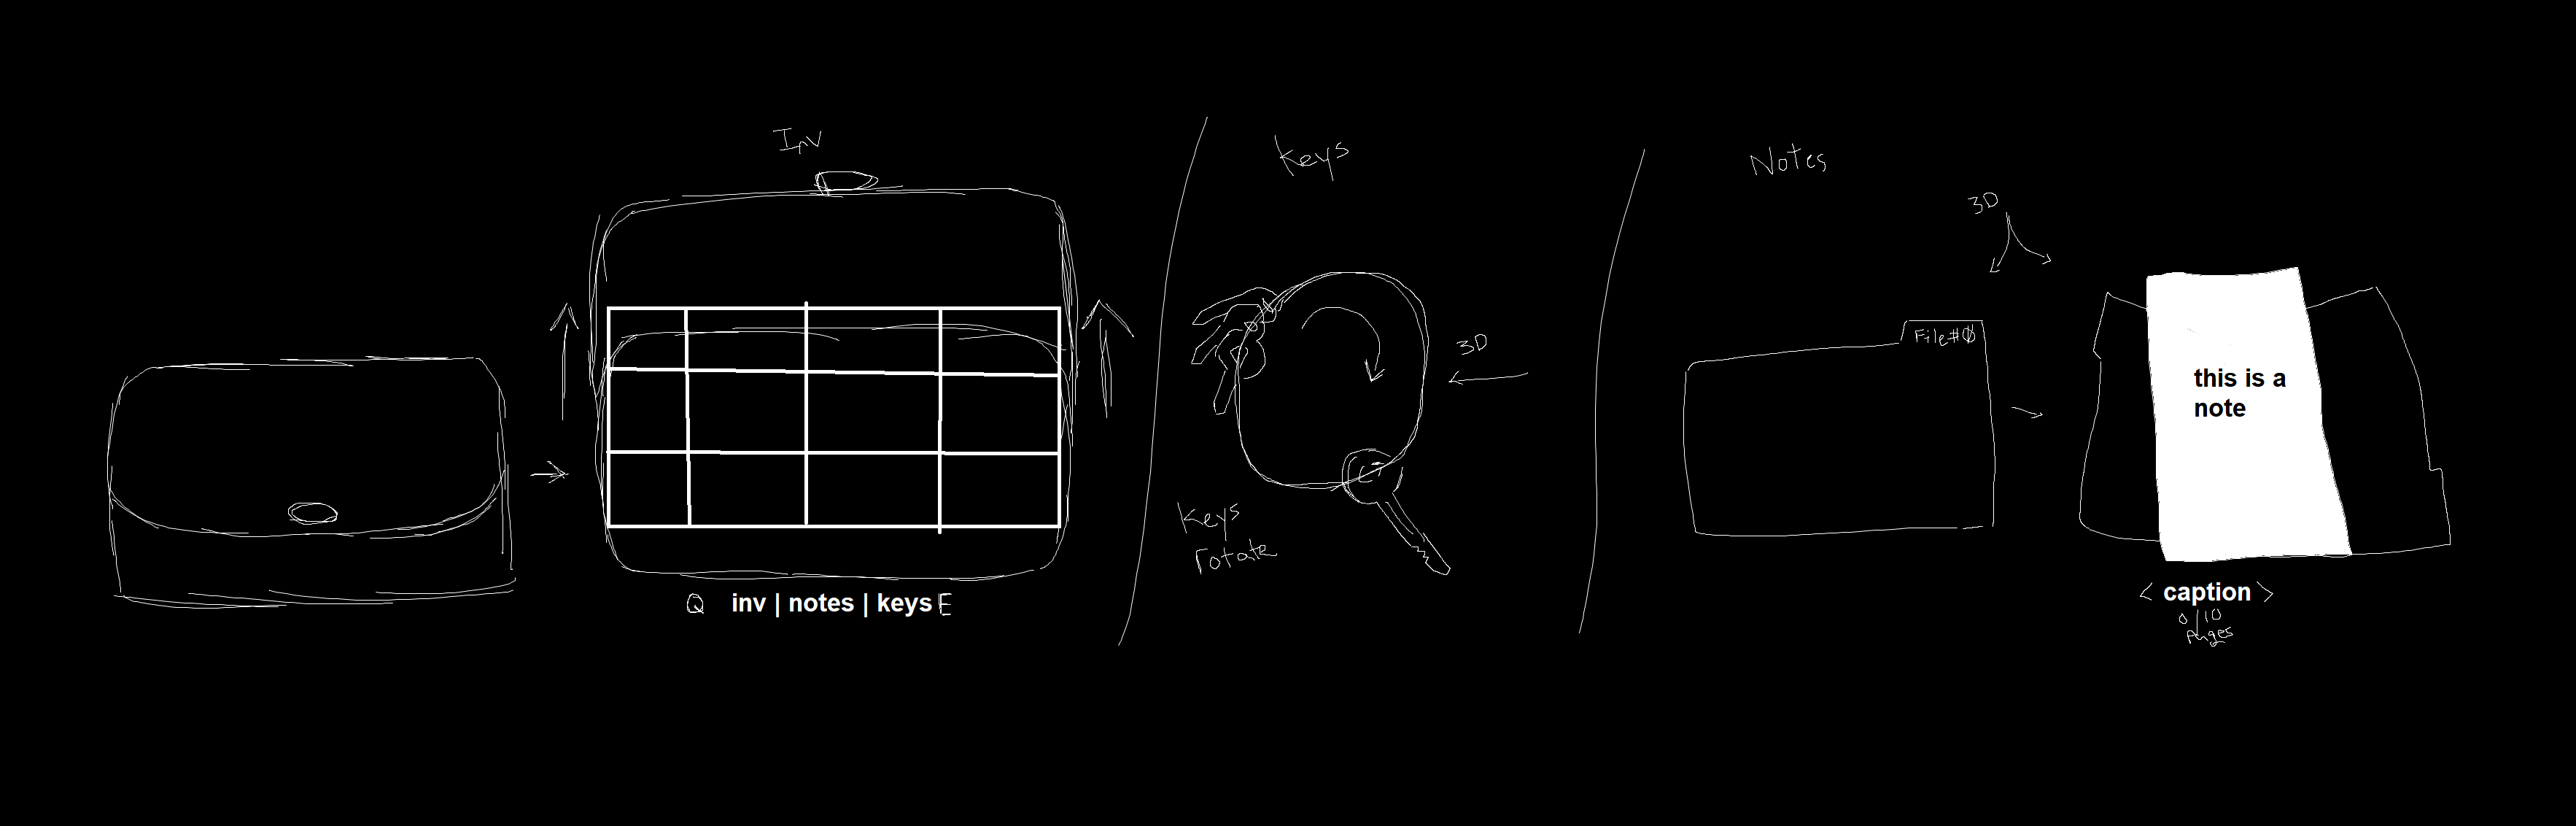 Inv
Q inv | notes | keys E
Keys
3D
Keys
rotate
Notes
3D
File#0
this is a
note
< caption >
0/10
Pages